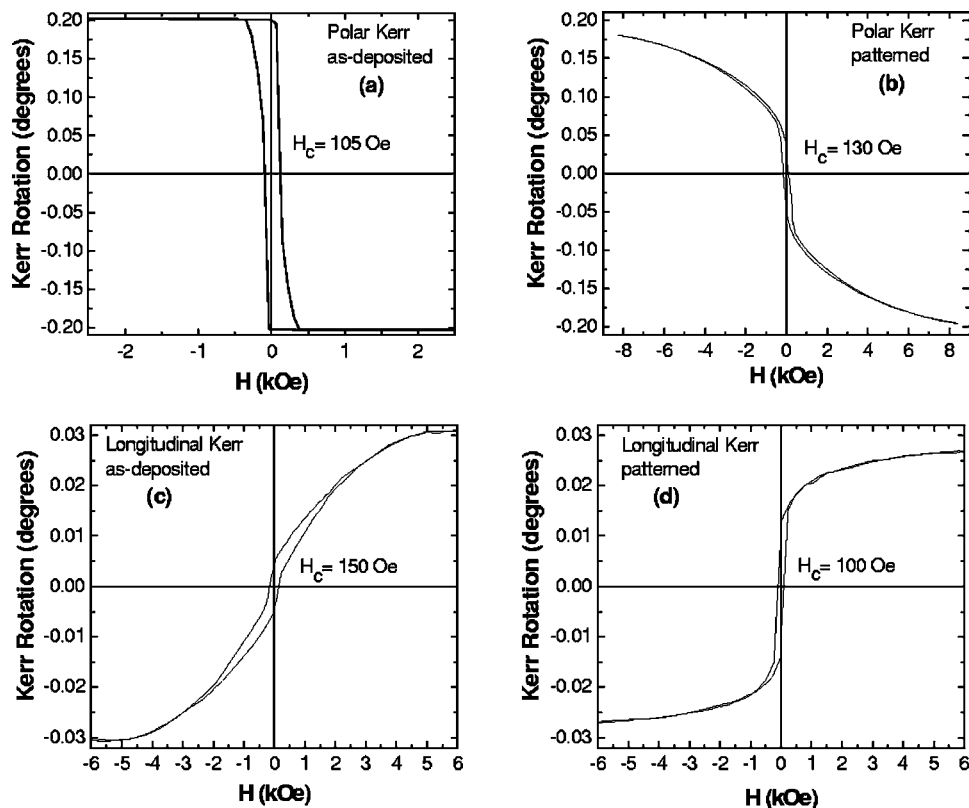 Kerr Rotation (degrees)
0.20
0.15
0.10
0.05
0.00
-0.05
-0.10
-0.15
-0.20
Polar Kerr
as-deposited
(a)
Hc= 105 Oe
-2 -1 0 1 2
H (kOe)
Kerr Rotation (degrees)
0.20
0.15
0.10
0.05
0.00
-0.05
-0.10
-0.15
-0.20
Polar Kerr
patterned
(b)
Hc= 130 Oe
-8 -6 -4 -2 0 2 4 6 8
H (kOe)
Kerr Rotation (degrees)
0.03
0.02
0.01
0.00
-0.01
-0.02
-0.03
Longitudinal Kerr
as-deposited
(c)
Hc= 150 Oe
-6 -5 -4 -3 -2 -1 0 1 2 3 4 5 6
H (kOe)
Kerr Rotation (degrees)
0.03
0.02
0.01
0.00
-0.01
-0.02
-0.03
Longitudinal Kerr
patterned
(d)
Hc= 100 Oe
-6 -5 -4 -3 -2 -1 0 1 2 3 4 5 6
H (kOe)